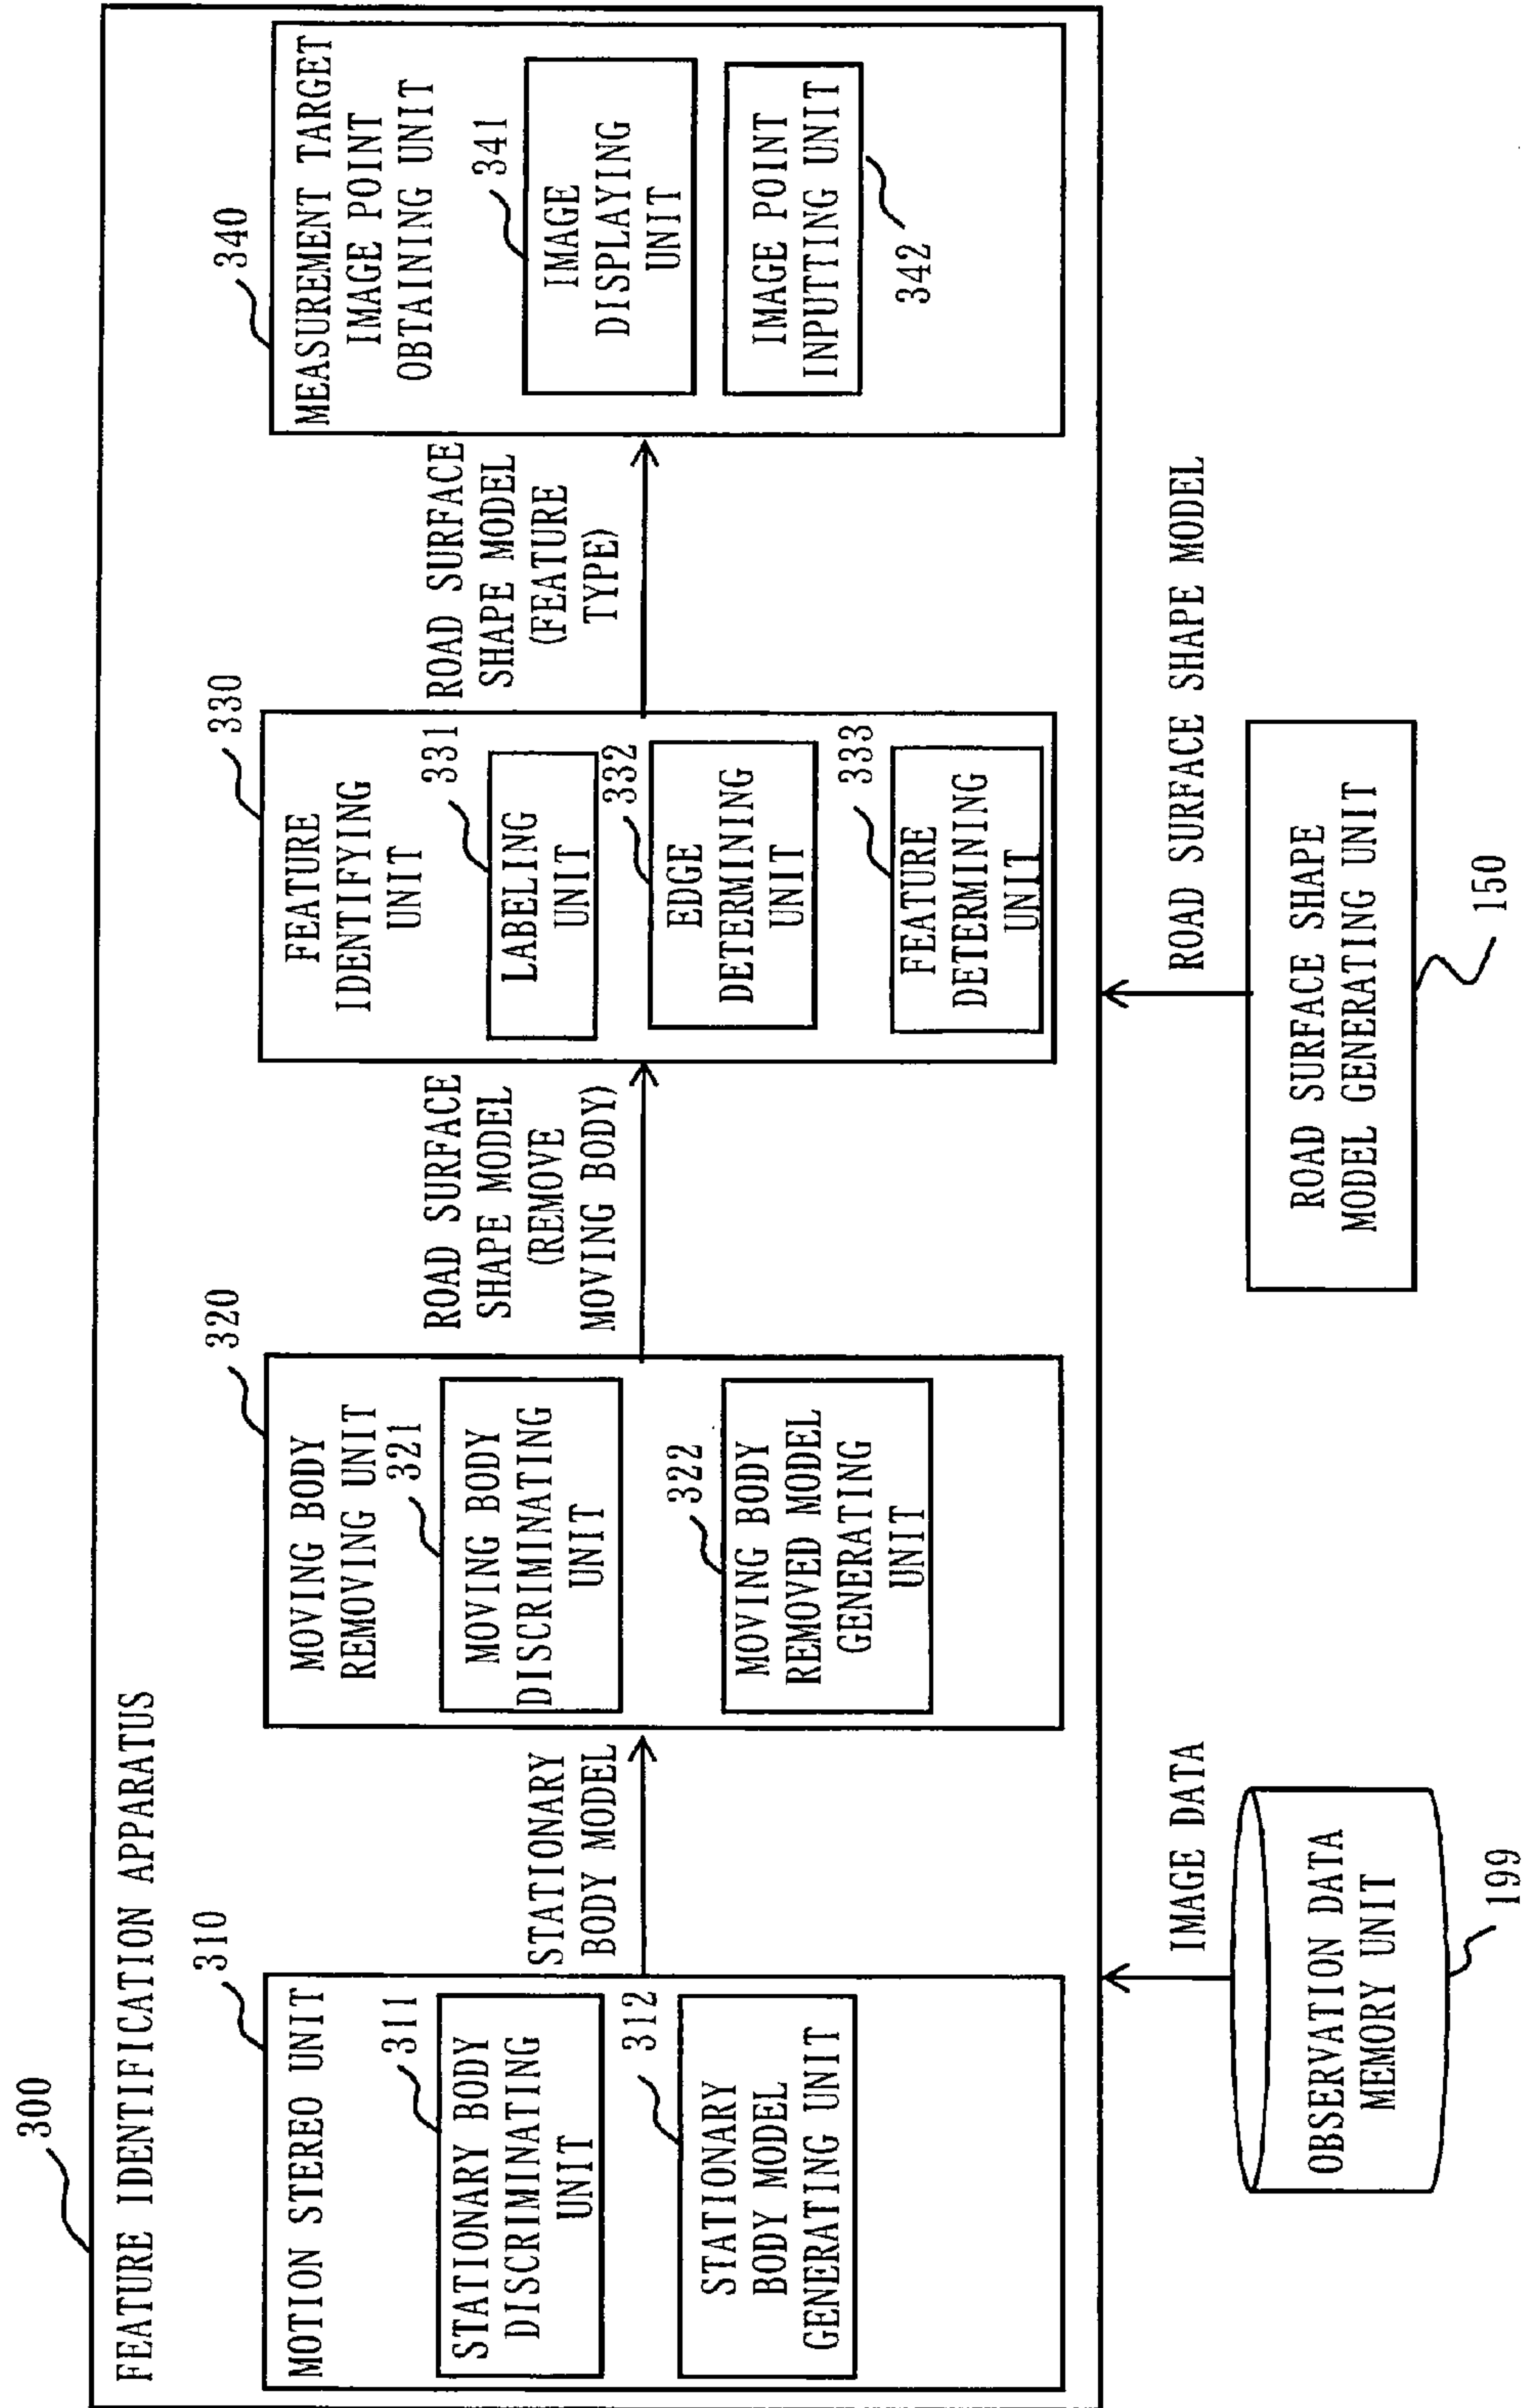 300
FEATURE IDENTIFICATION APPARATUS
310
MOTION STEREO UNIT
311
STATIONARY BODY
DISCRIMINATING
UNIT
312
STATIONARY
BODY MODEL
GENERATING UNIT
STATIONARY
BODY MODEL
320
MOVING BODY
REMOVING UNIT
321
MOVING BODY
DISCRIMINATING
UNIT
322
MOVING BODY
REMOVED MODEL
GENERATING
UNIT
ROAD SURFACE
SHAPE MODEL
(REMOVE
MOVING BODY)
330
FEATURE
IDENTIFYING
UNIT
331
LABELING
UNIT
332
EDGE
DETERMINING
UNIT
333
FEATURE
DETERMINING
UNIT
ROAD SURFACE
SHAPE MODEL
(FEATURE
TYPE)
340
MEASUREMENT TARGET
IMAGE POINT
OBTAINING UNIT
341
IMAGE
DISPLAYING
UNIT
IMAGE POINT
INPUTTING UNIT
342
IMAGE DATA
OBSERVATION DATA
MEMORY UNIT
199
ROAD SURFACE SHAPE MODEL
ROAD SURFACE SHAPE
MODEL GENERATING UNIT
150